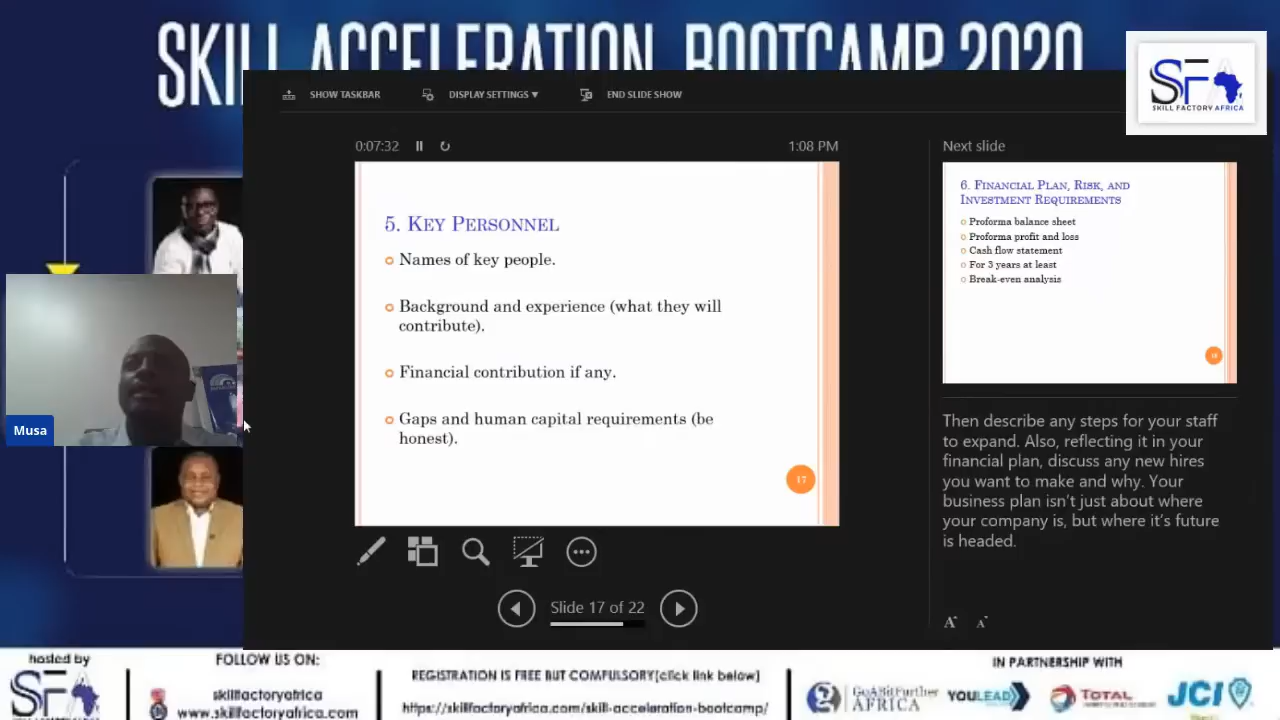 SKILL ACCELERATION BOOTCAMP 2020
SF
SKILL FACTORY AFRICA
SHOW TASKBAR
DISPLAY SETTINGS ▼
END SLIDE SHOW
0:07:32
1:08 PM
5. KEY PERSONNEL
Names of key people.
Background and experience (what they will
contribute).
Financial contribution if any.
Gaps and human capital requirements (be
honest).
17
Slide 17 of 22
Next slide
6. FINANCIAL PLAN, RISK, AND
INVESTMENT REQUIREMENTS
Proforma balance sheet
Proforma profit and loss
Cash flow statement
For 3 years at least
Break-even analysis
18
Then describe any steps for your staff
to expand. Also, reflecting it in your
financial plan, discuss any new hires
you want to make and why. Your
business plan isn't just about where
your company is, but where it's future
is headed.
A A
Musa
hosted by
SF
FOLLOW US ON:
skillfactoryafrica
www.skillfactoryafrica.com
REGISTRATION IS FREE BUT COMPULSORY(click link below)
https://skillfactoryafrica.com/skill-acceleration-bootcamp/
IN PARTNERSHIP WITH
GoABitFurther
AFRICA
YOULEAD
TOTAL
JCI